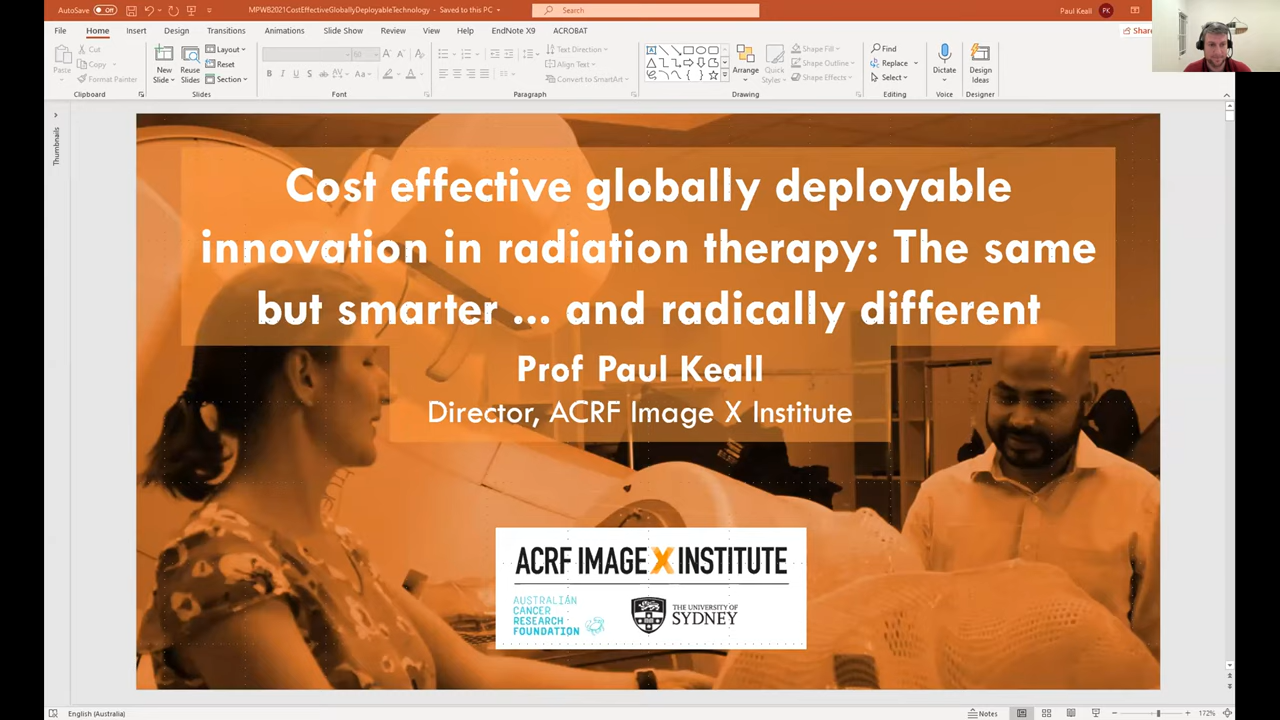 AutoSave Off
MPWB2021CostEffectiveGloballyDeployableTechnology - Saved to this PC
Search
Paul Keall PK
File Home Insert Design Transitions Animations Slide Show Review View Help EndNote X9 ACROBAT
Share
Paste
Cut
Copy
Format Painter
Clipboard
New Slide
Reuse Slides
Layout
Reset
Section
Slides
60
B I U S ab AV Aa A
Font
Text Direction
Align Text
Convert to SmartArt
Paragraph
Arrange
Quick Styles
Shape Fill
Shape Outline
Shape Effects
Drawing
Find
Replace
Select
Editing
Dictate
Voice
Design Ideas
Designer
Thumbnails
Cost effective globally deployable
innovation in radiation therapy: The same
but smarter ... and radically different
Prof Paul Keall
Director, ACRF Image X Institute
ACRF IMAGE X INSTITUTE
AUSTRALIAN
CANCER
RESEARCH
FOUNDATION
THE UNIVERSITY OF
SYDNEY
English (Australia)
Notes
172%